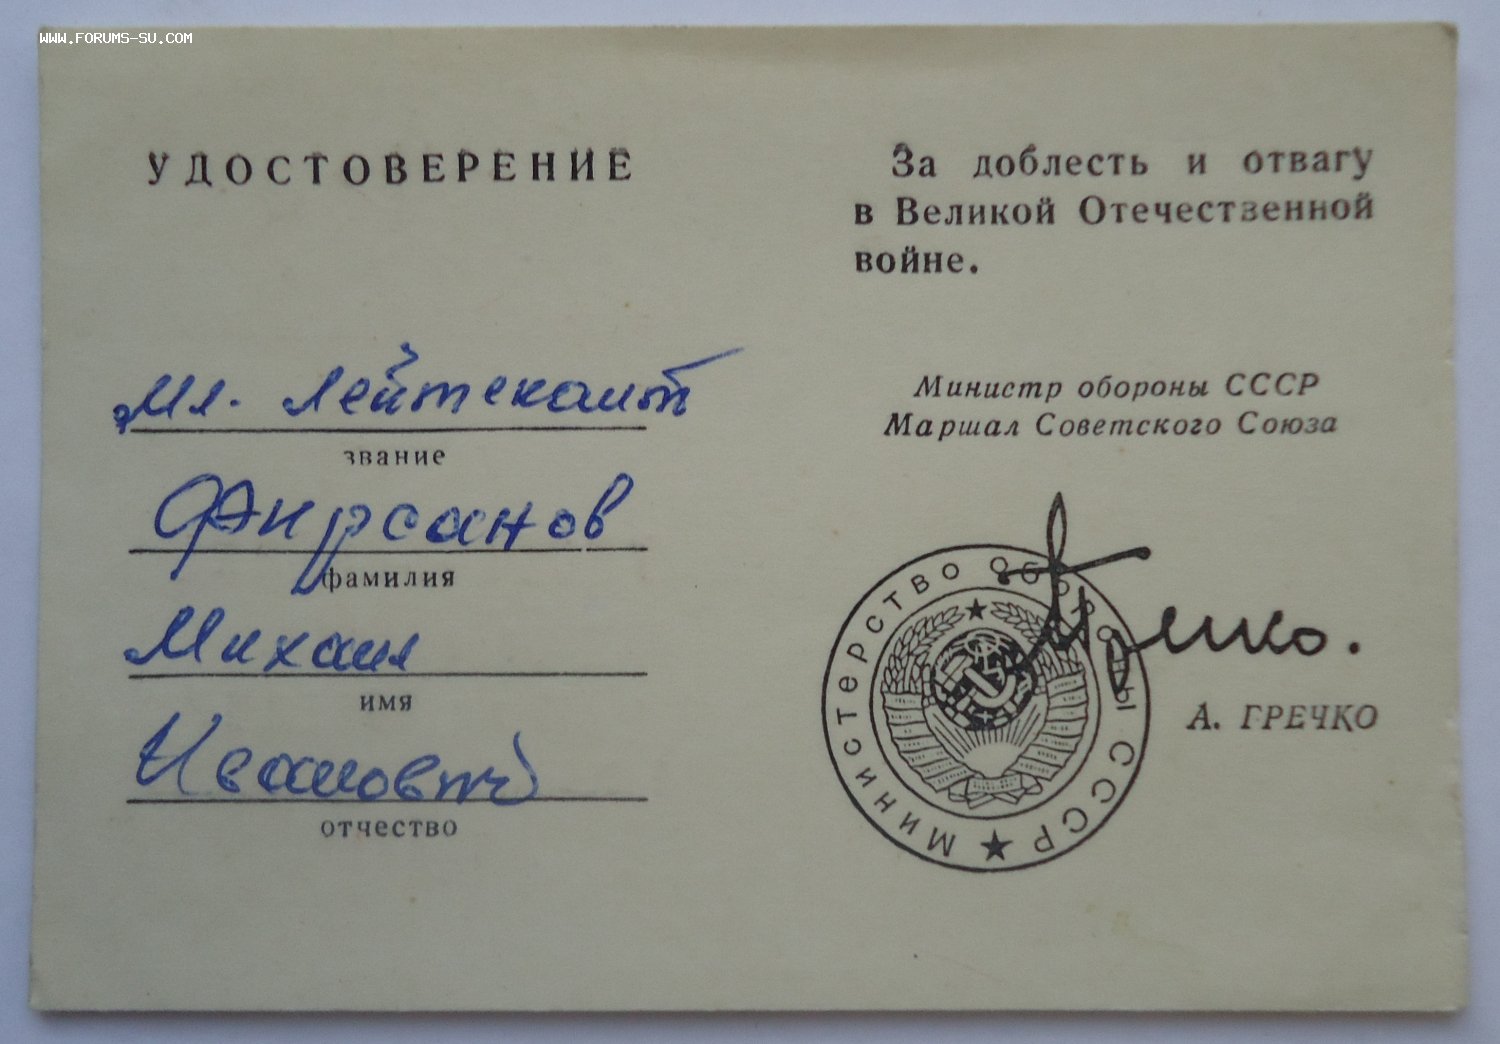 WWW.FORUMS-SU.COM
УДОСТОВЕРЕНИЕ
мл. лейтенант
звание
Фирсанов
фамилия
Михаил
имя
Иванович
отчество
За доблесть и отвагу
в Великой Отечественной
войне.
Министр обороны СССР
Маршал Советского Союза
Гречко.
А. ГРЕЧКО
МИНИСТЕРСТВО ОБОРОНЫ СССР